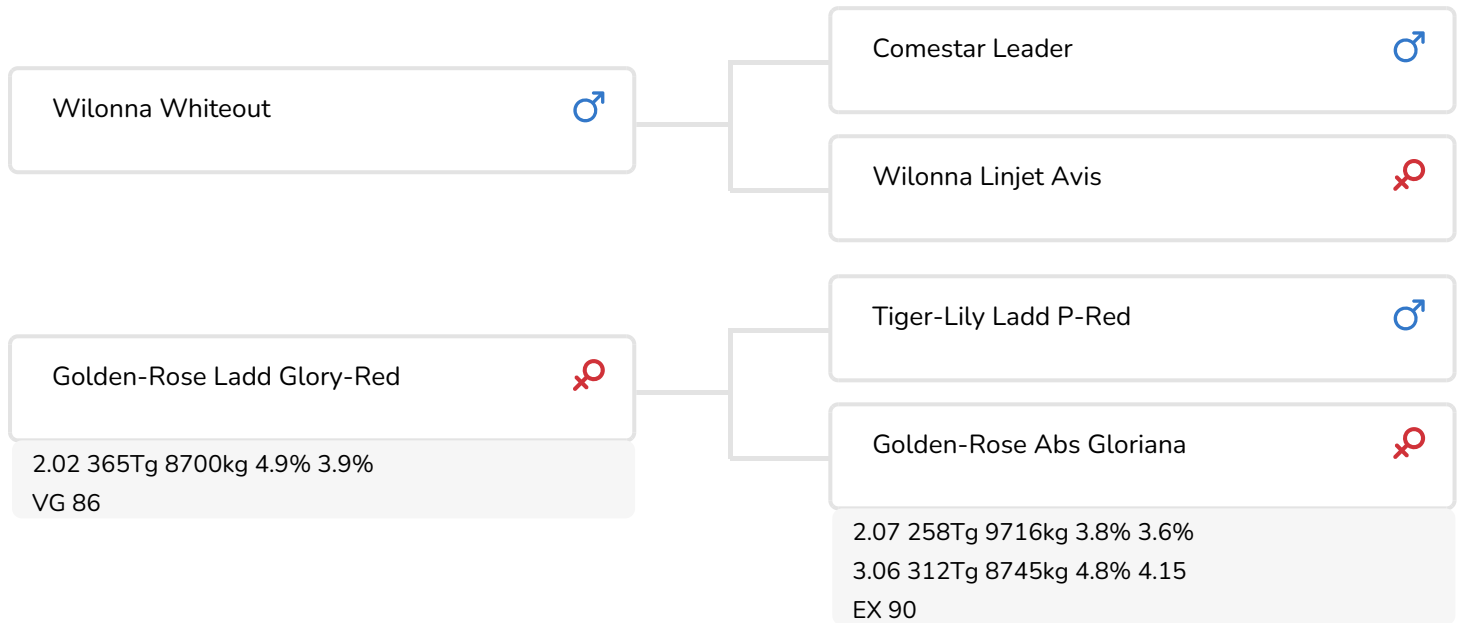 Comestar Leader
Wilonna Whiteout
Wilonna Linjet Avis
Tiger-Lily Ladd P-Red
Golden-Rose Ladd Glory-Red
2.02 365Tg 8700kg 4.9% 3.9%
VG 86
Golden-Rose Abs Gloriana
2.07 258Tg 9716kg 3.8% 3.6%
3.06 312Tg 8745kg 4.8% 4.15
EX 90